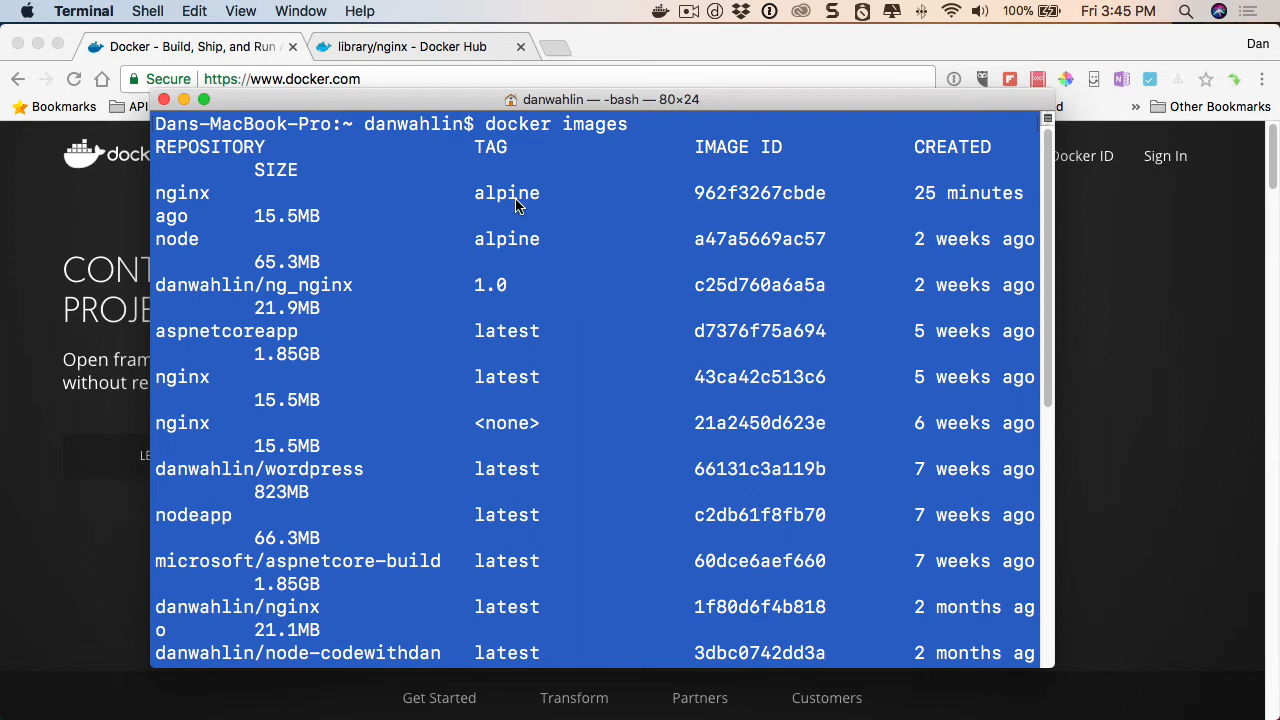 Terminal Shell Edit View Window Help 100% Fri 3:45 PM
Docker - Build, Ship, and Run library/nginx - Docker Hub Dan
Secure https://www.docker.com
Bookmarks API Other Bookmarks
danwahlin — -bash — 80×24
Dans-MacBook-Pro:~ danwahlin$ docker images
REPOSITORY TAG IMAGE ID CREATED
SIZE
nginx alpine 962f3267cbde 25 minutes
ago 15.5MB
node alpine a47a5669ac57 2 weeks ago
65.3MB
danwahlin/ng_nginx 1.0 c25d760a6a5a 2 weeks ago
21.9MB
aspnetcoreapp latest d7376f75a694 5 weeks ago
1.85GB
nginx latest 43ca42c513c6 5 weeks ago
15.5MB
nginx <none> 21a2450d623e 6 weeks ago
15.5MB
danwahlin/wordpress latest 66131c3a119b 7 weeks ago
823MB
nodeapp latest c2db61f8fb70 7 weeks ago
66.3MB
microsoft/aspnetcore-build latest 60dce6aef660 7 weeks ago
1.85GB
danwahlin/nginx latest 1f80d6f4b818 2 months ag
o 21.1MB
danwahlin/node-codewithdan latest 3dbc0742dd3a 2 months ag
dock
Docker ID Sign In
CONT
PROJE
Open fram
without re
LE
Get Started Transform Partners Customers